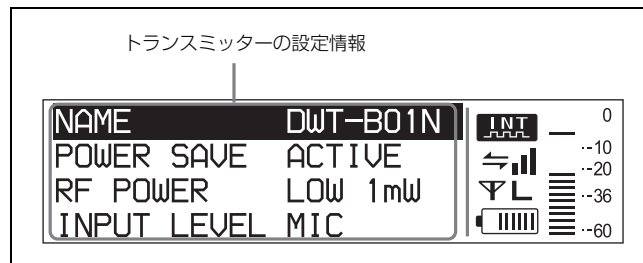 トランスミッターの設定情報
NAME DWT-B01N
POWER SAVE ACTIVE
RF POWER LOW 1mW
INPUT LEVEL MIC
INT
L
0
-10
-20
-36
-60